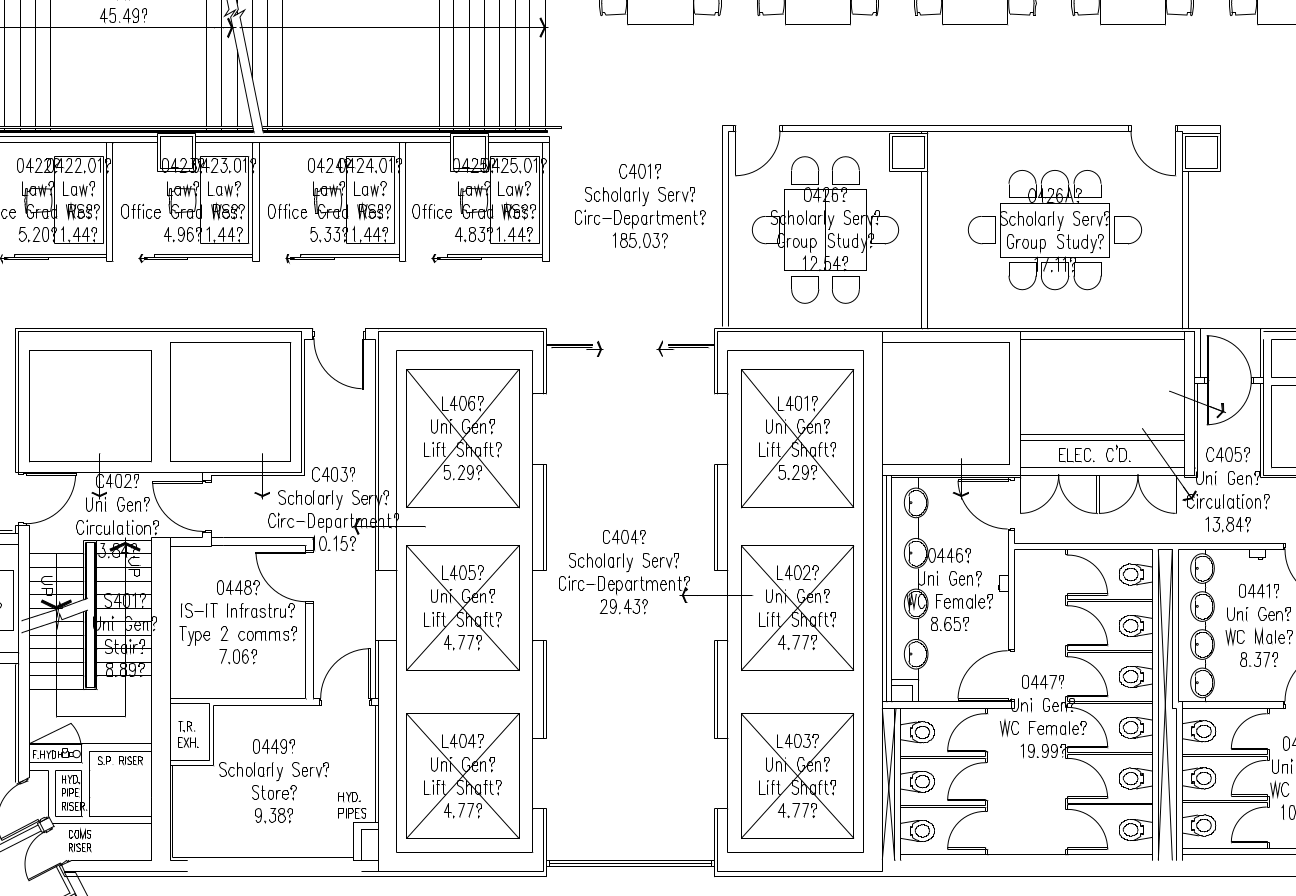 45.49?
0422?
0422.01?
Law?
Law?
Office Grad Res?
5.20?
1.44?
0423?
0423.01?
Law?
Law?
Office Grad Res?
4.96?
1.44?
0424?
0424.01?
Law?
Law?
Office Grad Res?
5.33?
1.44?
0425?
0425.01?
Law?
Law?
Office Grad Res?
4.83?
1.44?
C401?
Scholarly Serv?
Circ-Department?
185.03?
0426?
Scholarly Serv?
Group Study?
12.54?
0426A?
Scholarly Serv?
Group Study?
17.11?
L406?
Uni Gen?
Lift Shaft?
5.29?
L401?
Uni Gen?
Lift Shaft?
5.29?
ELEC. C'D.
C405?
Uni Gen?
Circulation?
13.84?
C402?
Uni Gen?
Circulation?
C403?
Scholarly Serv?
Circ-Department?
10.15?
C404?
Scholarly Serv?
Circ-Department?
29.43?
L405?
Uni Gen?
Lift Shaft?
4.77?
L402?
Uni Gen?
Lift Shaft?
4.77?
0446?
Uni Gen?
WC Female?
8.65?
0441?
Uni Gen?
WC Male?
8.37?
UP
UP
S401?
Uni Gen?
Stair?
8.89?
0448?
IS-IT Infrastru?
Type 2 comms?
7.06?
0447?
Uni Gen?
WC Female?
19.99?
T.R.
EXH.
0449?
Scholarly Serv?
Store?
9.38?
HYD.
PIPES
L404?
Uni Gen?
Lift Shaft?
4.77?
L403?
Uni Gen?
Lift Shaft?
4.77?
F.HYD
S.P. RISER
HYD.
PIPE
RISER.
COMS
RISER
04
Uni
WC
10